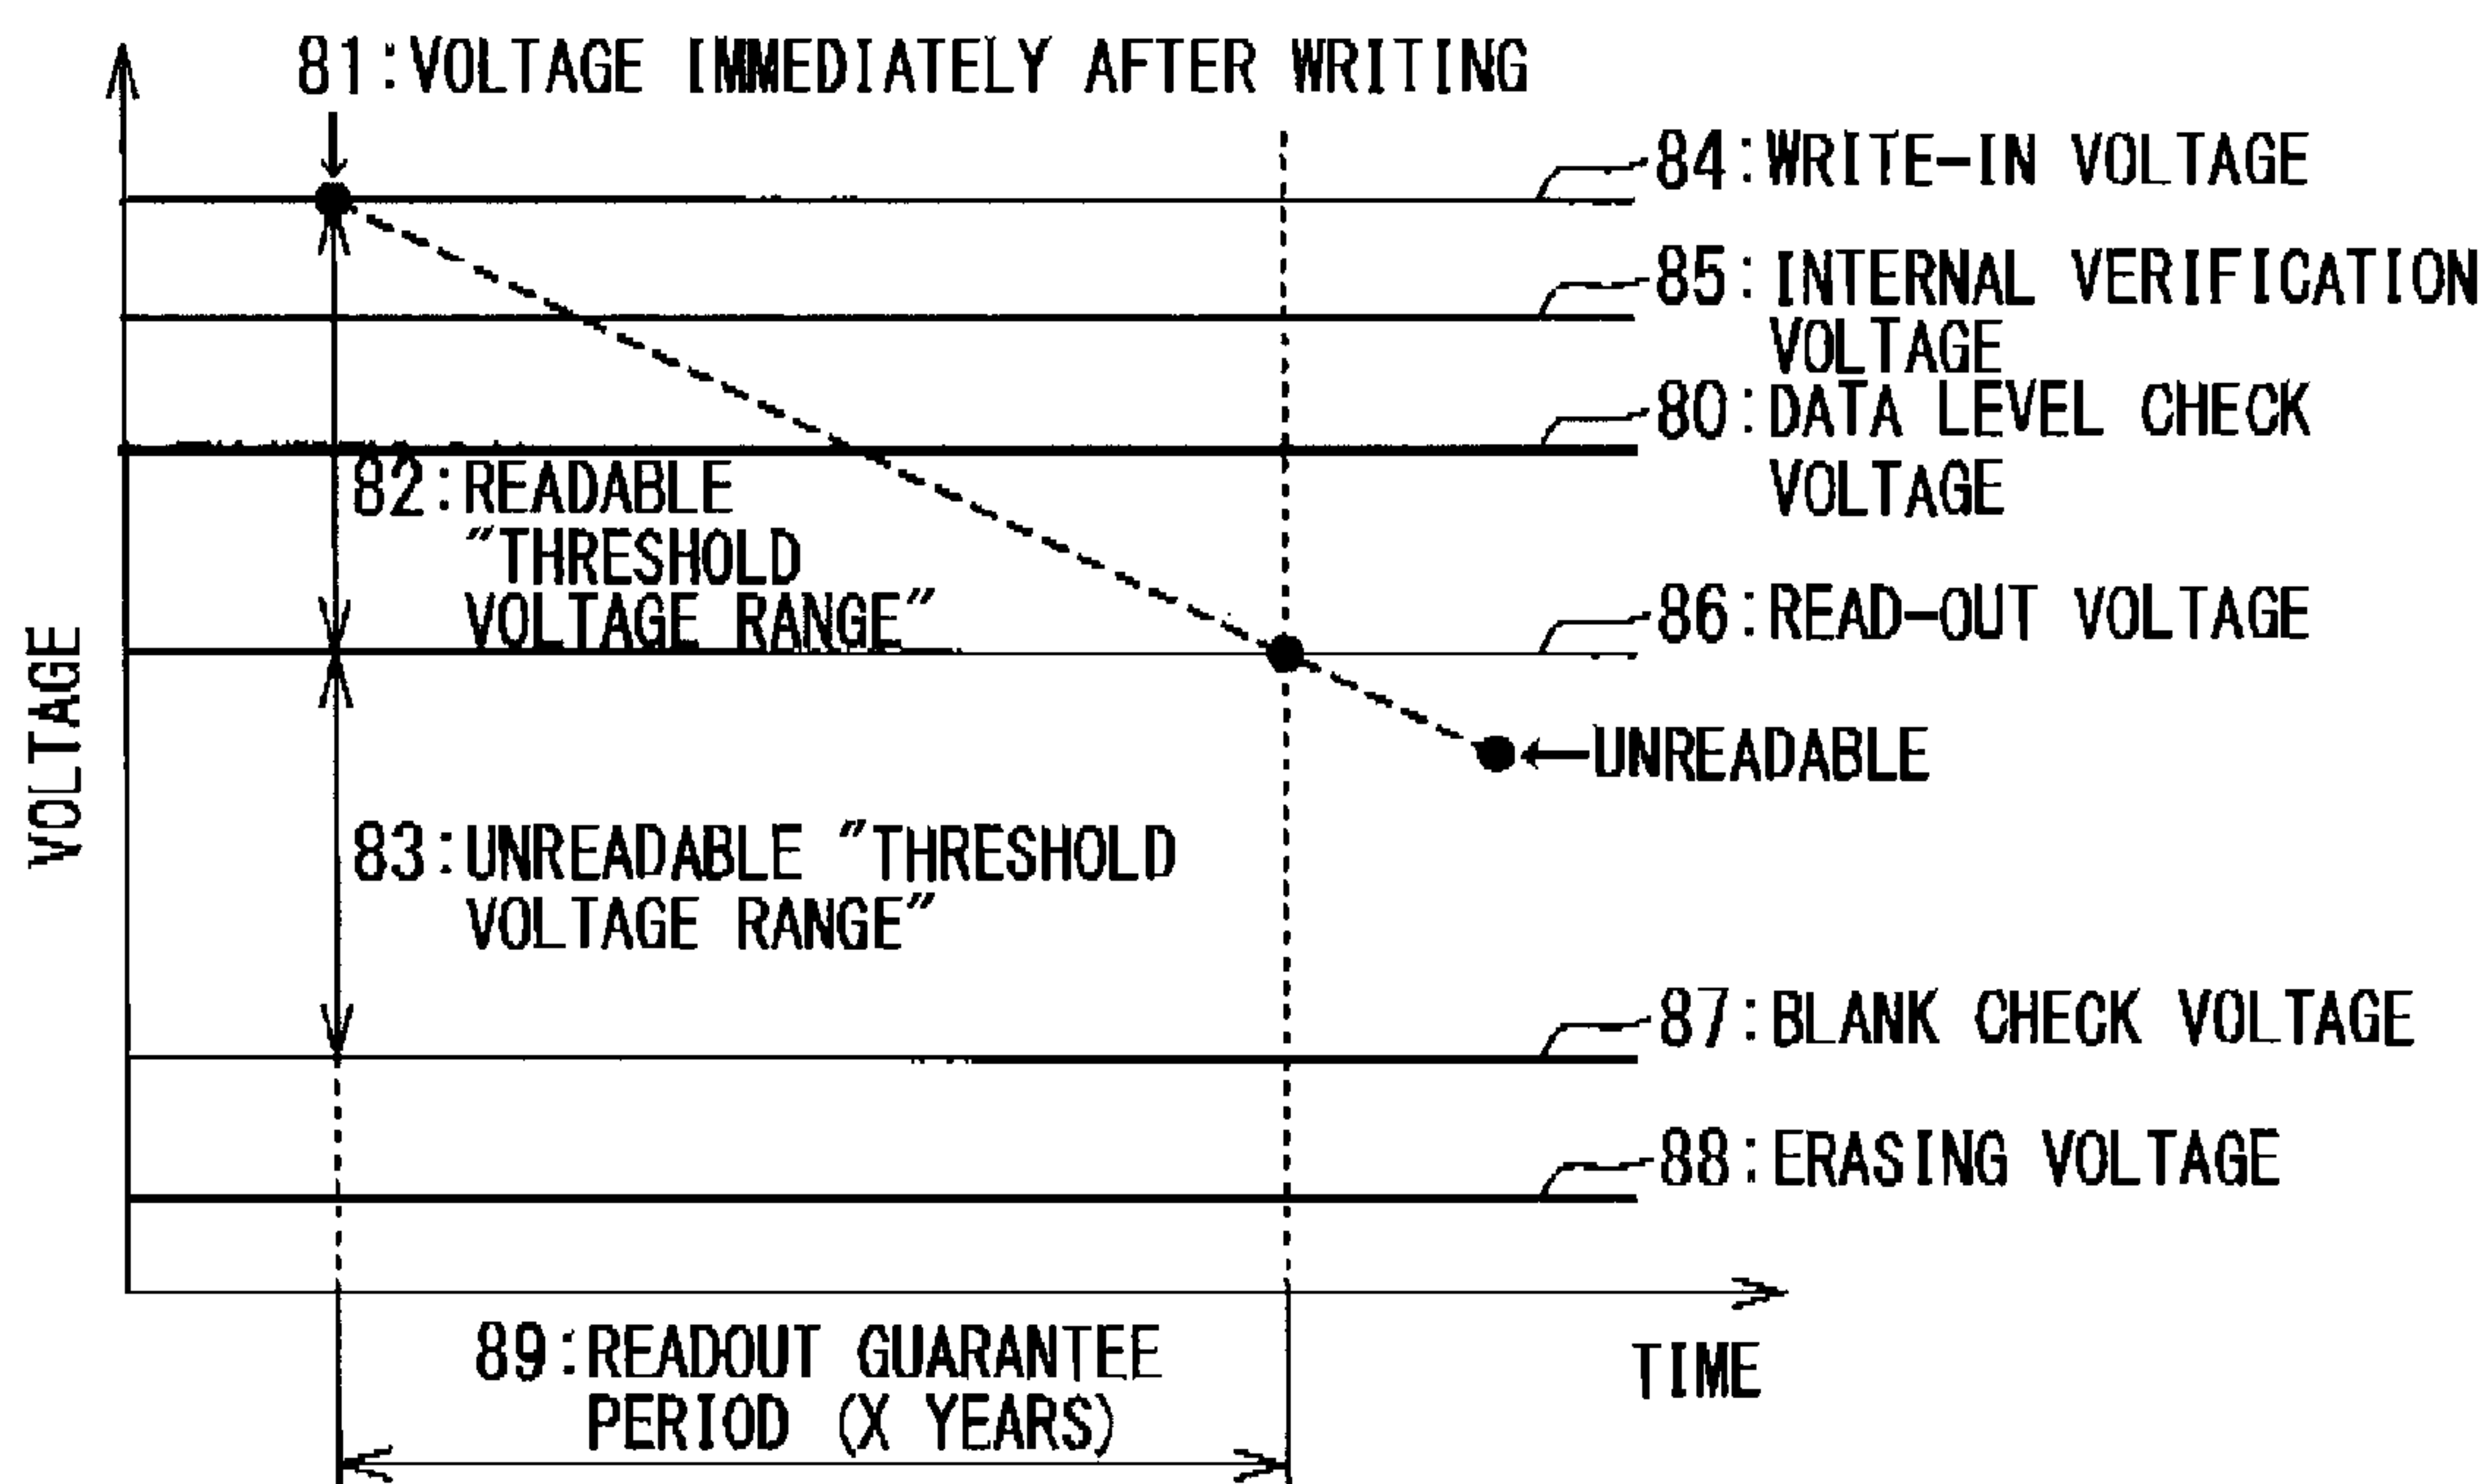 81:VOLTAGE IMMEDIATELY AFTER WRITING
84:WRITE-IN VOLTAGE
85:INTERNAL VERIFICATION
VOLTAGE
80:DATA LEVEL CHECK
VOLTAGE
82:READABLE
"THRESHOLD
VOLTAGE RANGE"
86:READ-OUT VOLTAGE
UNREADABLE
VOLTAGE
83:UNREADABLE "THRESHOLD
VOLTAGE RANGE"
87:BLANK CHECK VOLTAGE
88:ERASING VOLTAGE
89:READOUT GUARANTEE
PERIOD (X YEARS)
TIME